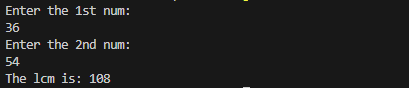 Enter the 1st num:
36
Enter the 2nd num:
54
The lcm is: 108